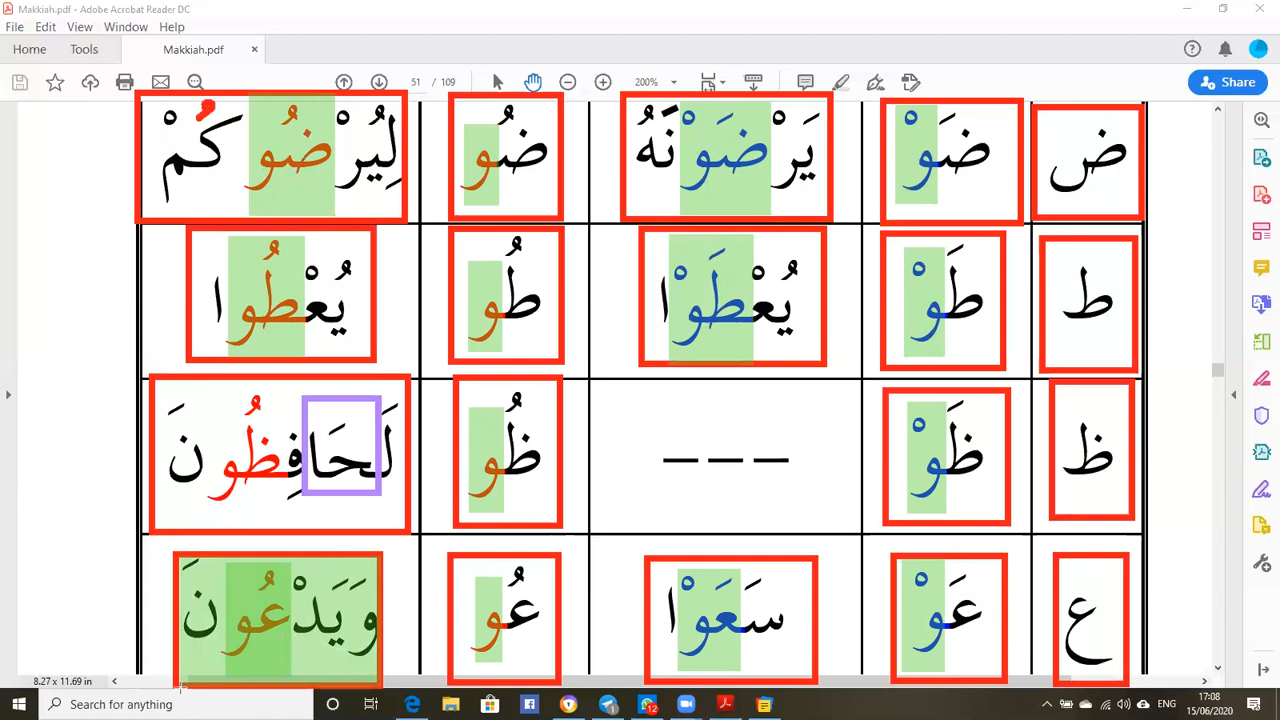 Makkiah.pdf - Adobe Acrobat Reader DC
File Edit View Window Help
Home Tools Makkiah.pdf × ?
51 / 109 200% Share
ض ضَوْ يَرْضَوْنَهُ ضُو لِيُرْضُوكُمْ
ط طَوْ يُعْطَوْا طُو يُعْطُوا
ظ ظَوْ --- ظُو لَحَافِظُونَ
ع عَوْ سَعَوْا عُو وَيَدْعُونَ
8.27 x 11.69 in
Search for anything 12 ENG 17:08
15/06/2020